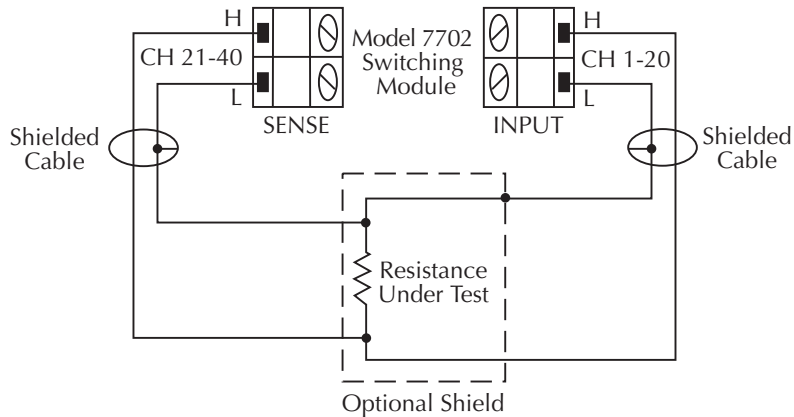 H
CH 21-40
L
SENSE
Model 7702
Switching
Module
H
CH 1-20
L
INPUT
Shielded
Cable
Shielded
Cable
Resistance
Under Test
Optional Shield